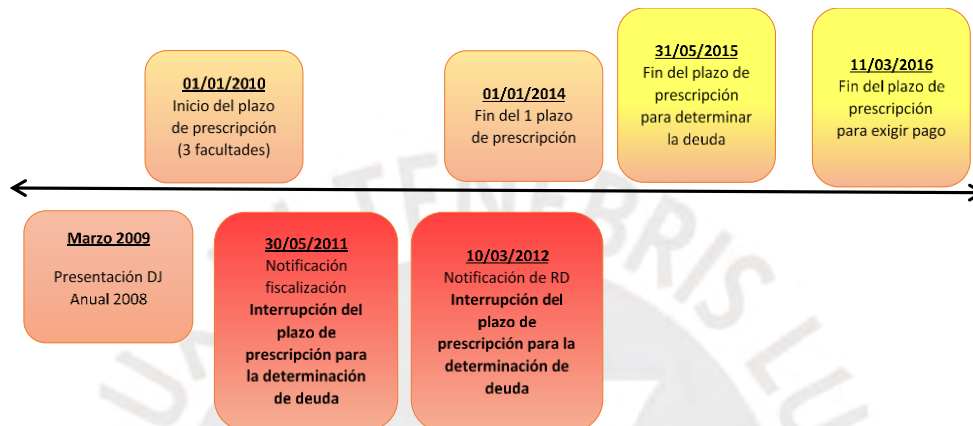 01/01/2010
Inicio del plazo
de prescripción
(3 facultades)
01/01/2014
Fin del 1 plazo
de prescripción
31/05/2015
Fin del plazo de
prescripción
para determinar
la deuda
11/03/2016
Fin del plazo de
prescripción
para exigir pago
Marzo 2009
Presentación DJ
Anual 2008
30/05/2011
Notificación
fiscalización
Interrupción del
plazo de
prescripción para
la determinación
de deuda
10/03/2012
Notificación de RD
Interrupción del
plazo de
prescripción para la
determinación de
deuda